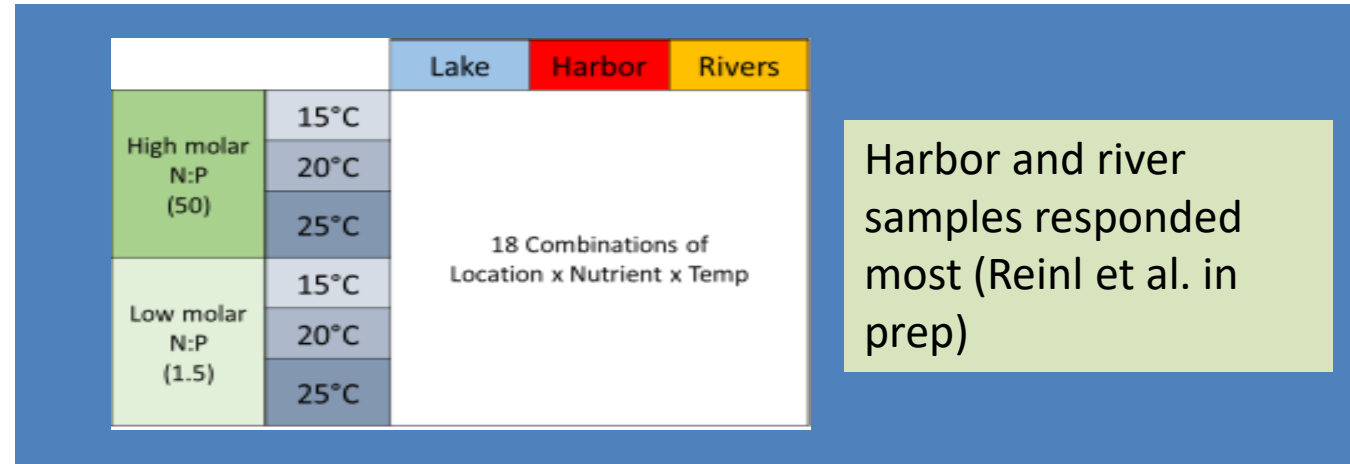 Lake Harbor Rivers
High molar
N:P
(50)
15°C
20°C
25°C
Low molar
N:P
(1.5)
15°C
20°C
25°C
18 Combinations of
Location x Nutrient x Temp
Harbor and river
samples responded
most (Reinl et al. in
prep)